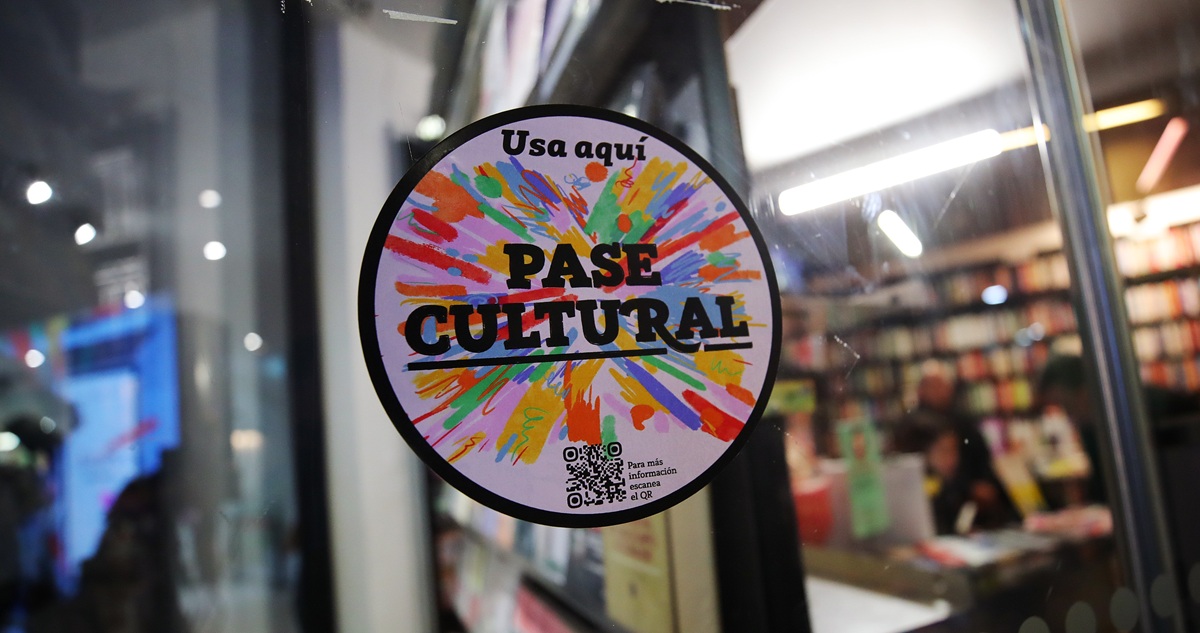 Usa aquí
PASE
CULTURAL
Para más
información
escanea
el QR